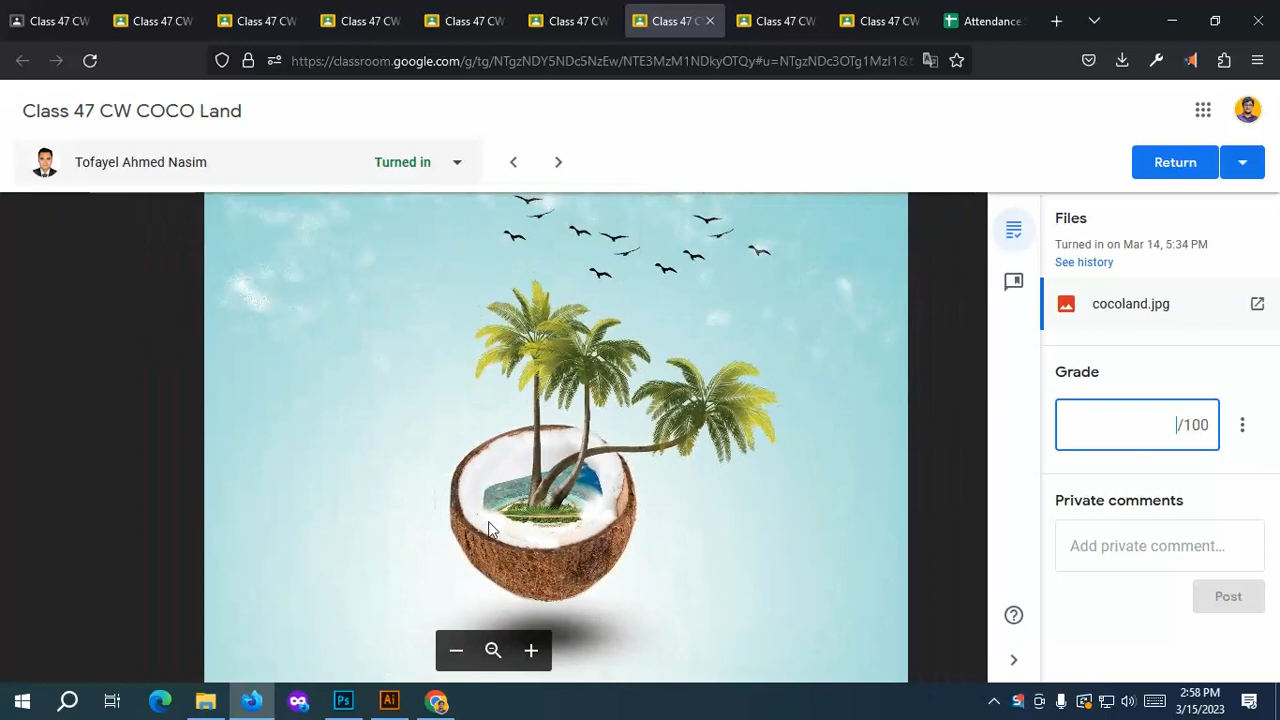 Class 47 CW
Class 47 CW
Class 47 CW
Class 47 CW
Class 47 CW
Class 47 CW
Class 47 C
Class 47 CW
Class 47 CW
Attendance
https://classroom.google.com/g/tg/
Class 47 CW COCO Land
Tofayel Ahmed Nasim
Turned in
Return
Files
Turned in on Mar 14, 5:34 PM
See history
cocoland.jpg
Grade
/100
Private comments
Add private comment...
Post
Ps
Ai
2:58 PM
3/15/2023